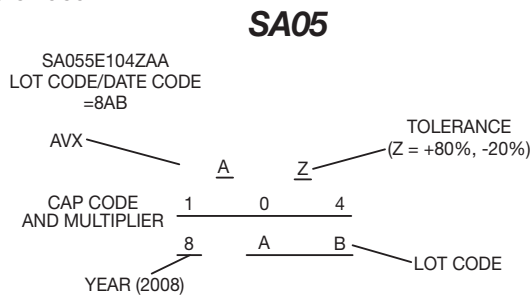 SA05
SA055E104ZAA
LOT CODE/DATE CODE
=8AB
AVX
TOLERANCE
(Z = +80%, -20%)
A Z
CAP CODE
AND MULTIPLIER
1 0 4
8 A B
LOT CODE
YEAR (2008)